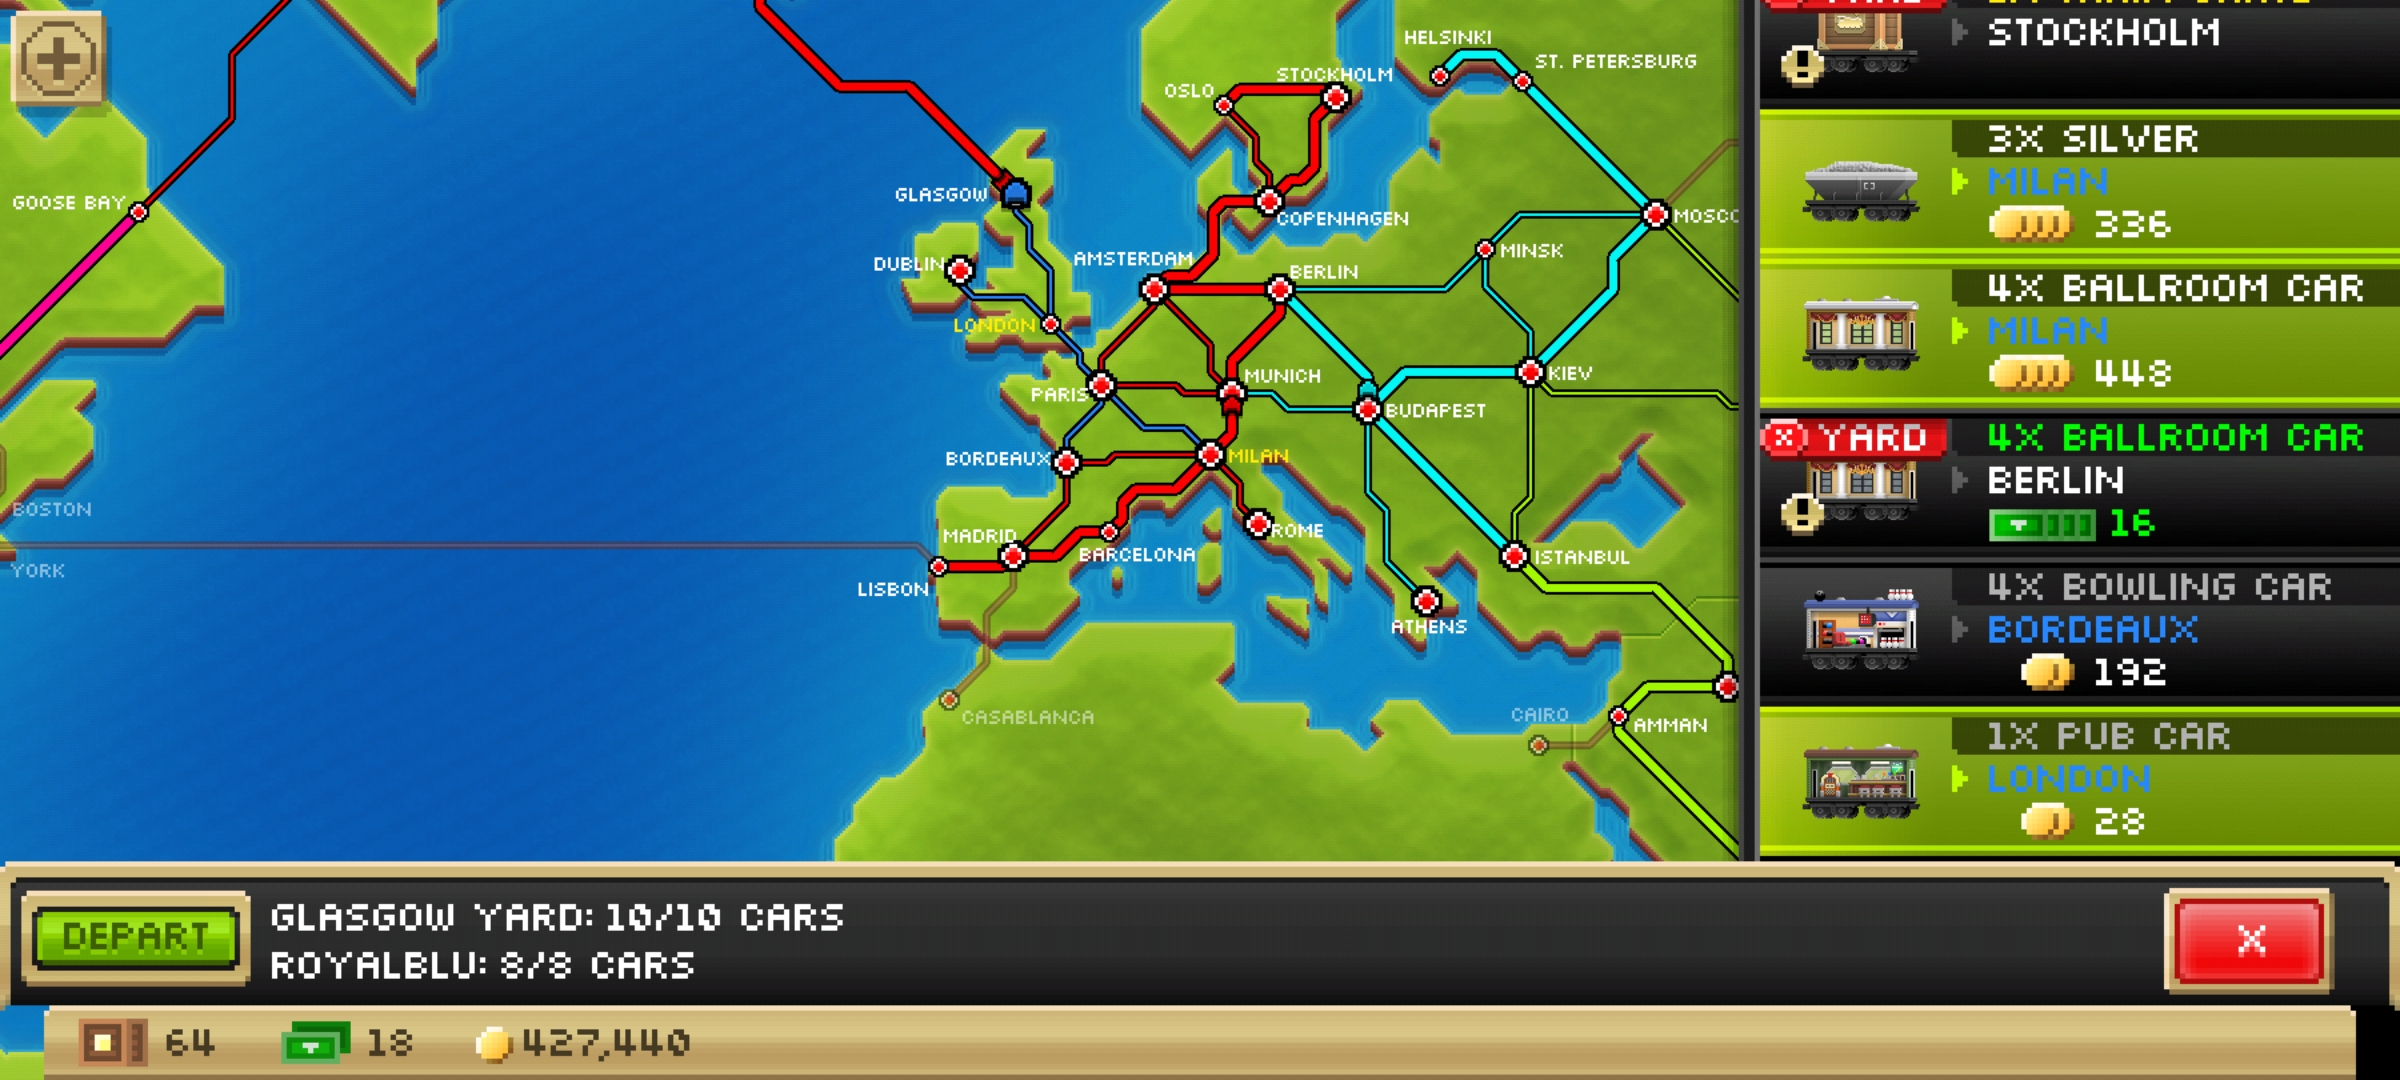 HELSINKI
ST. PETERSBURG
STOCKHOLM
OSLO
GLASGOW
GOOSE BAY
COPENHAGEN
MOSCO
MINSK
AMSTERDAM
BERLIN
DUBLIN
LONDON
MUNICH
KIEV
PARIS
BUDAPEST
BORDEAUX
MILAN
BOSTON
MADRID
ROME
BARCELONA
ISTANBUL
YORK
LISBON
ATHENS
CASABLANCA
CAIRO
AMMAN
STOCKHOLM
3X SILVER
MILAN
336
4X BALLROOM CAR
MILAN
448
X YARD
4X BALLROOM CAR
BERLIN
16
4X BOWLING CAR
BORDEAUX
192
1X PUB CAR
LONDON
28
DEPART
GLASGOW YARD: 10/10 CARS
ROYALBLU: 8/8 CARS
X
64
18
427,440